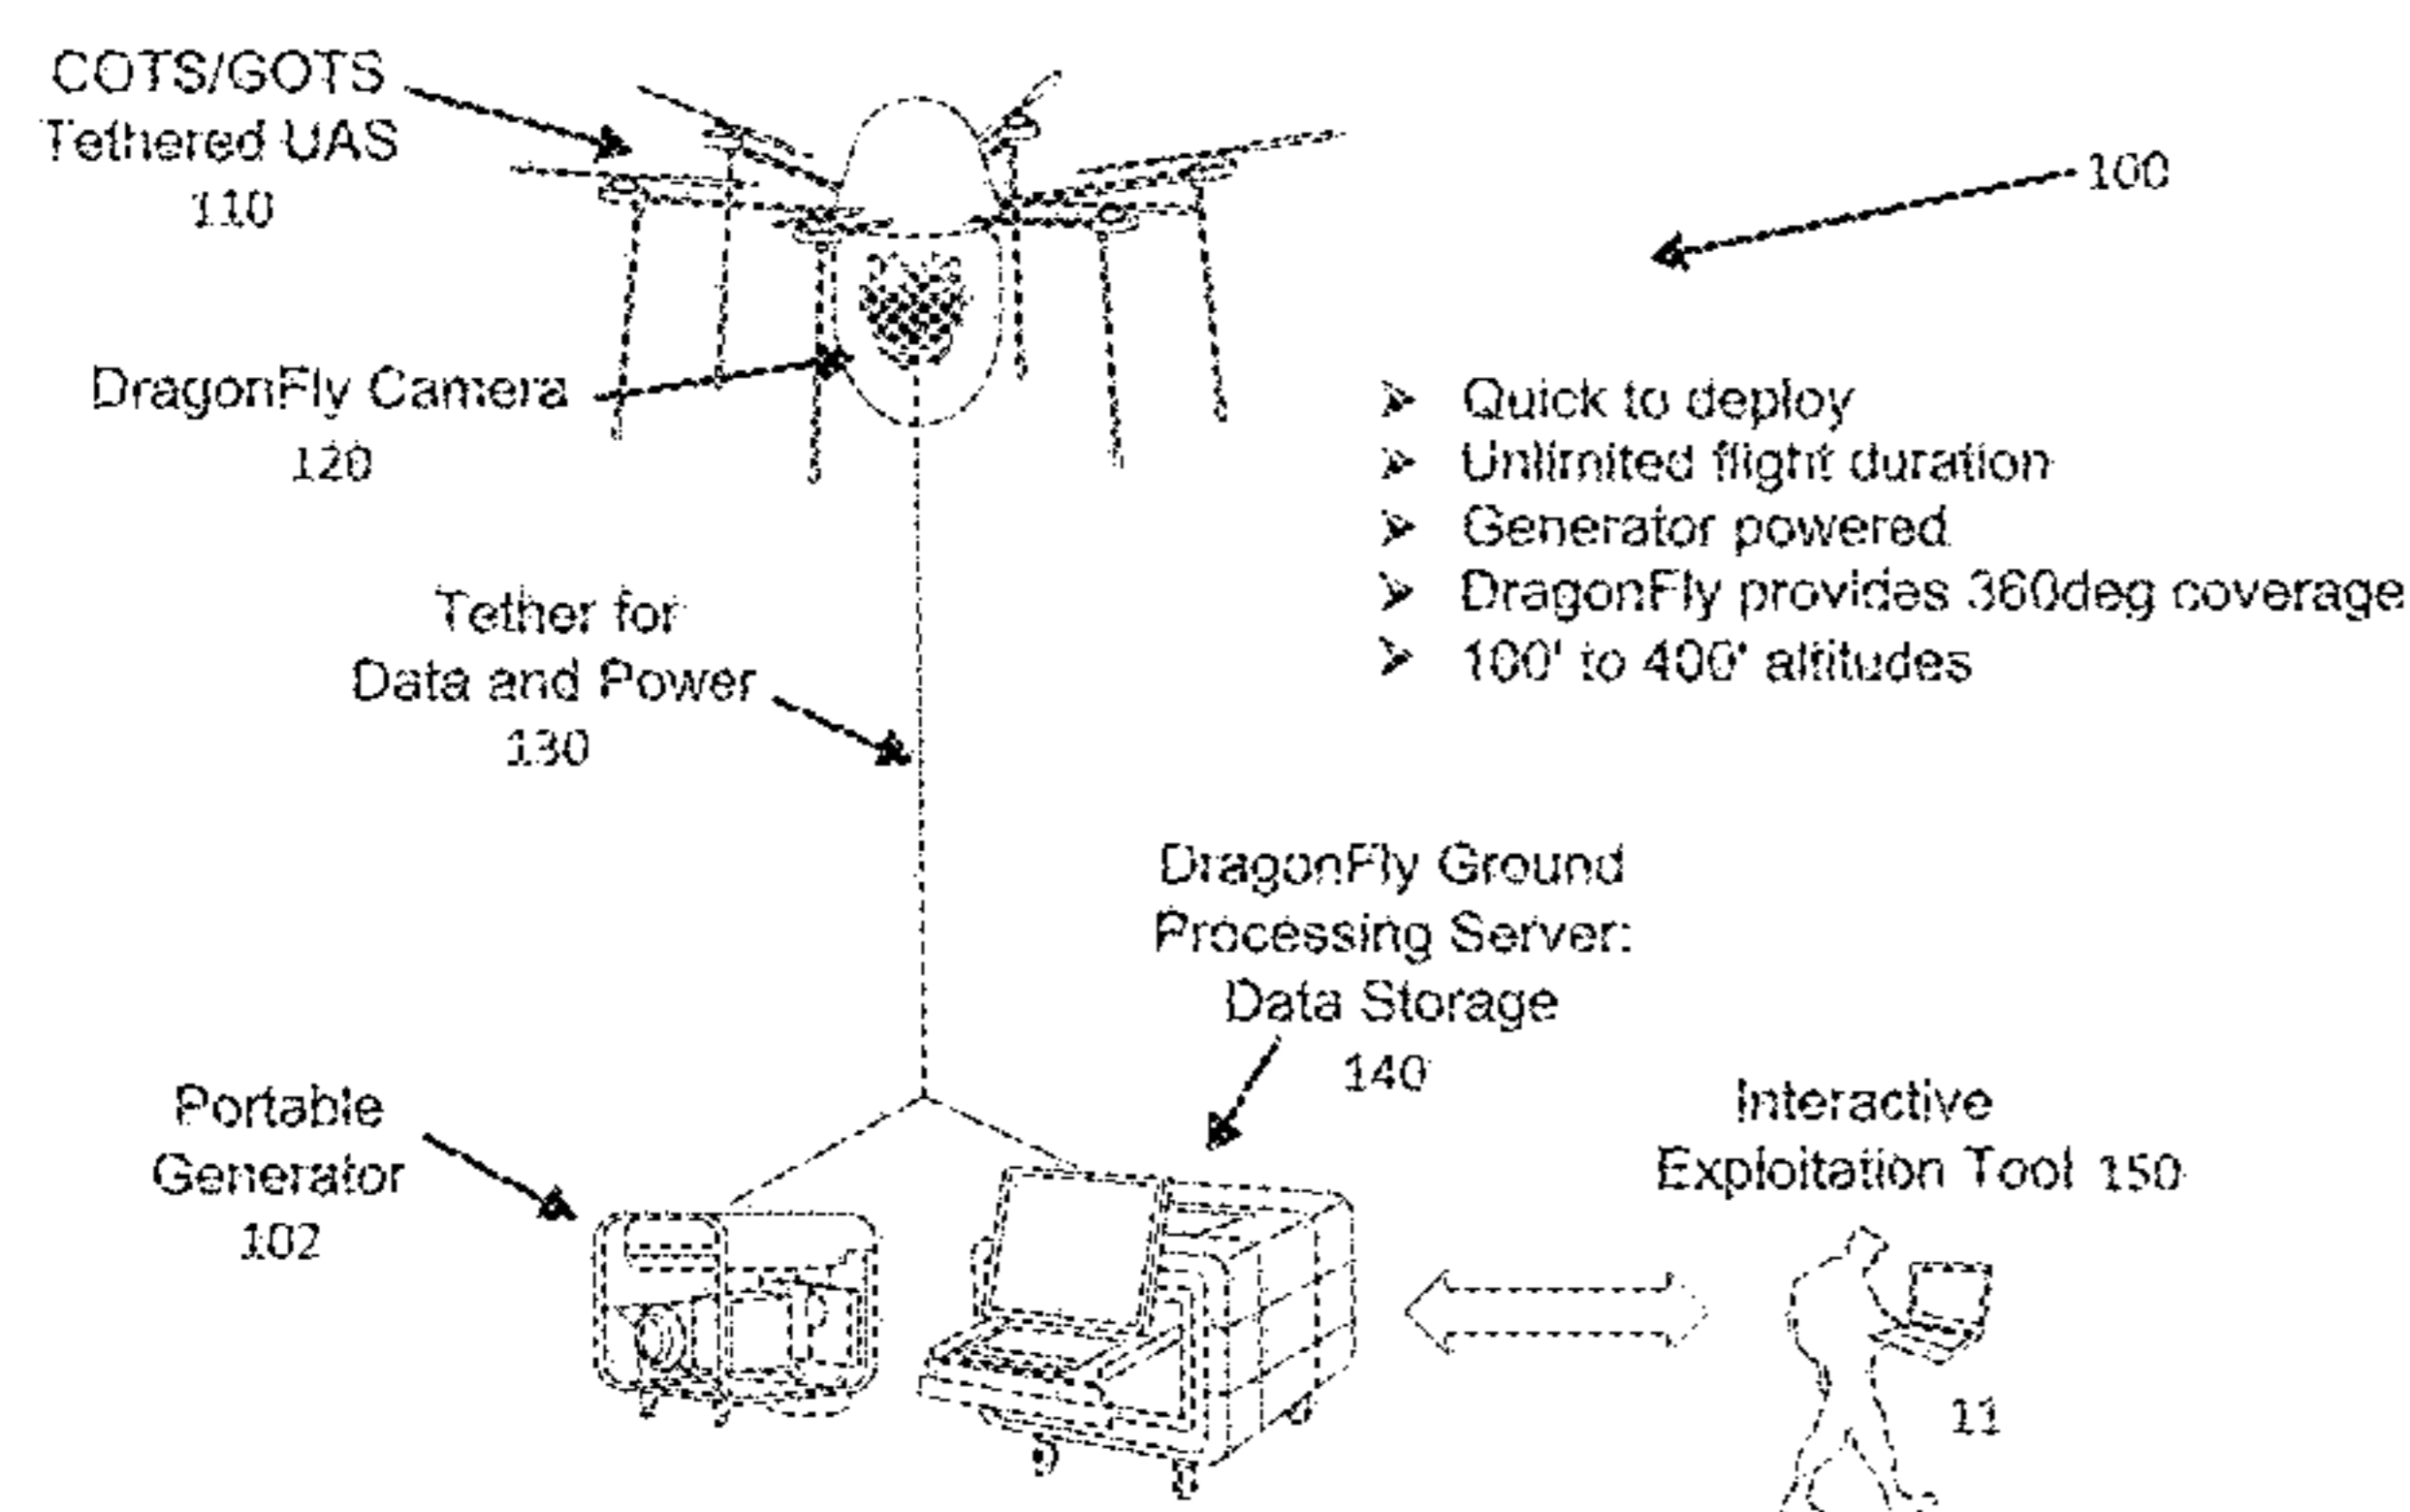 COTS/GOTS
Tethered UAS
110
100
DragonFly Camera
120
➢ Quick to deploy
➢ Unlimited flight duration
➢ Generator powered
➢ DragonFly provides 360deg coverage
➢ 100' to 400' altitudes
Tether for
Data and Power
130
DragonFly Ground
Processing Server:
Data Storage
140
Portable
Generator
102
Interactive
Exploitation Tool 150
11